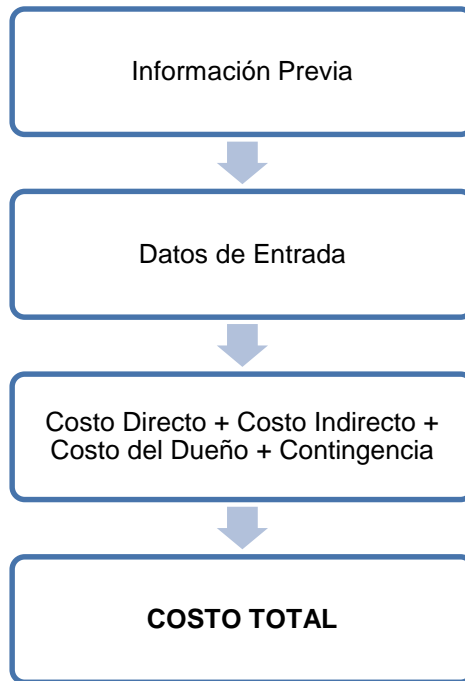 Información Previa
Datos de Entrada
Costo Directo + Costo Indirecto +
Costo del Dueño + Contingencia
COSTO TOTAL